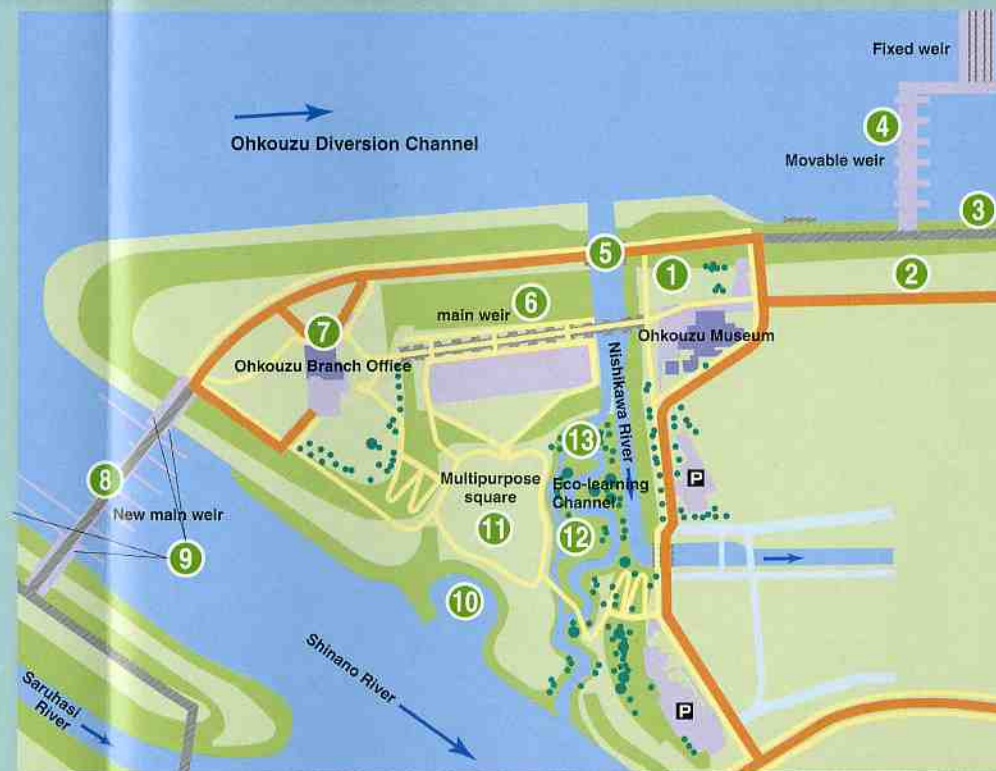 Fixed weir
Ohkouzu Diversion Channel
4
Movable weir
3
5
1
2
6
main weir
7
Ohkouzu Museum
Ohkouzu Branch Office
Nishikawa River
13
8
Multipurpose
square
Eco-learning
Channel
P
New main weir
11
12
9
10
Shinano River
Saruhasi
River
P